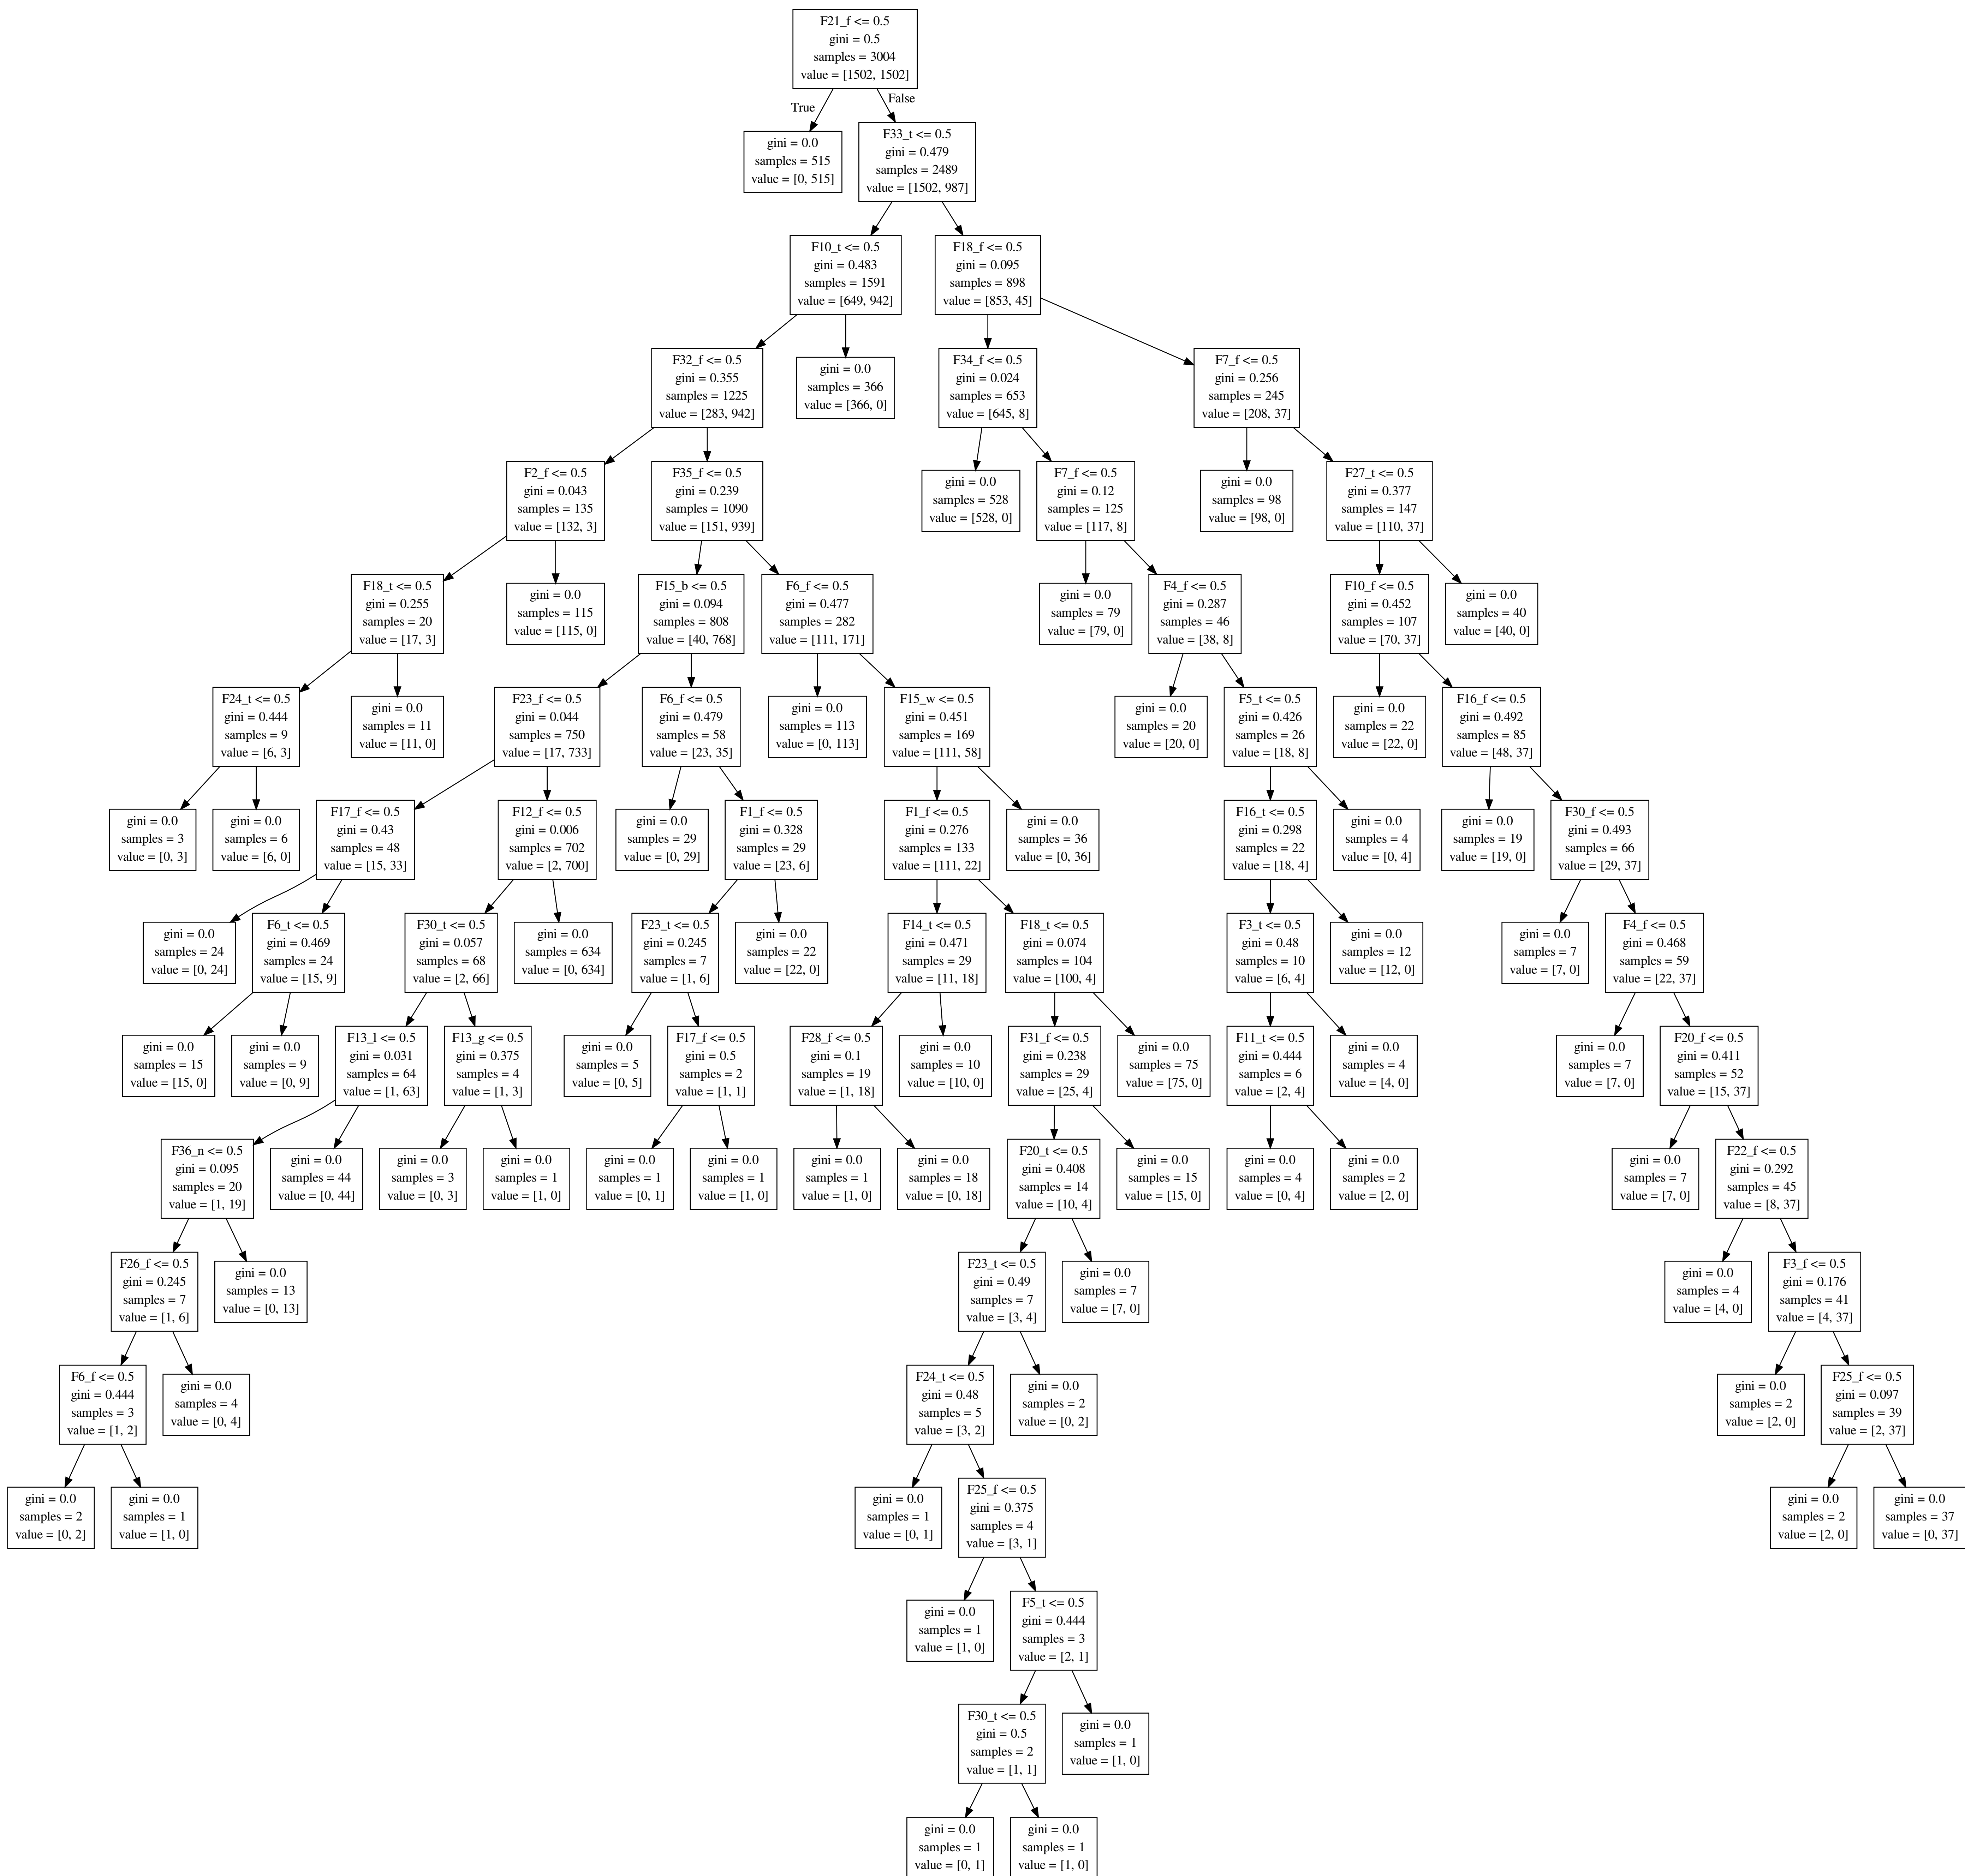 F21_f <= 0.5
gini = 0.5
samples = 3004
value = [1502, 1502]
True
False
gini = 0.0
samples = 515
value = [0, 515]
F33_t <= 0.5
gini = 0.479
samples = 2489
value = [1502, 987]
F10_t <= 0.5
gini = 0.483
samples = 1591
value = [649, 942]
F18_f <= 0.5
gini = 0.095
samples = 898
value = [853, 45]
F32_f <= 0.5
gini = 0.355
samples = 1225
value = [283, 942]
gini = 0.0
samples = 366
value = [366, 0]
F34_f <= 0.5
gini = 0.024
samples = 653
value = [645, 8]
F7_f <= 0.5
gini = 0.256
samples = 245
value = [208, 37]
F2_f <= 0.5
gini = 0.043
samples = 135
value = [132, 3]
F35_f <= 0.5
gini = 0.239
samples = 1090
value = [151, 939]
gini = 0.0
samples = 528
value = [528, 0]
F7_f <= 0.5
gini = 0.12
samples = 125
value = [117, 8]
gini = 0.0
samples = 98
value = [98, 0]
F27_t <= 0.5
gini = 0.377
samples = 147
value = [110, 37]
F18_t <= 0.5
gini = 0.255
samples = 20
value = [17, 3]
gini = 0.0
samples = 115
value = [115, 0]
F15_b <= 0.5
gini = 0.094
samples = 808
value = [40, 768]
F6_f <= 0.5
gini = 0.477
samples = 282
value = [111, 171]
gini = 0.0
samples = 79
value = [79, 0]
F4_f <= 0.5
gini = 0.287
samples = 46
value = [38, 8]
F10_f <= 0.5
gini = 0.452
samples = 107
value = [70, 37]
gini = 0.0
samples = 40
value = [40, 0]
F24_t <= 0.5
gini = 0.444
samples = 9
value = [6, 3]
gini = 0.0
samples = 11
value = [11, 0]
F23_f <= 0.5
gini = 0.044
samples = 750
value = [17, 733]
F6_f <= 0.5
gini = 0.479
samples = 58
value = [23, 35]
gini = 0.0
samples = 113
value = [0, 113]
F15_w <= 0.5
gini = 0.451
samples = 169
value = [111, 58]
gini = 0.0
samples = 20
value = [20, 0]
F5_t <= 0.5
gini = 0.426
samples = 26
value = [18, 8]
gini = 0.0
samples = 22
value = [22, 0]
F16_f <= 0.5
gini = 0.492
samples = 85
value = [48, 37]
gini = 0.0
samples = 3
value = [0, 3]
gini = 0.0
samples = 6
value = [6, 0]
F17_f <= 0.5
gini = 0.43
samples = 48
value = [15, 33]
F12_f <= 0.5
gini = 0.006
samples = 702
value = [2, 700]
gini = 0.0
samples = 29
value = [0, 29]
F1_f <= 0.5
gini = 0.328
samples = 29
value = [23, 6]
F1_f <= 0.5
gini = 0.276
samples = 133
value = [111, 22]
gini = 0.0
samples = 36
value = [0, 36]
F16_t <= 0.5
gini = 0.298
samples = 22
value = [18, 4]
gini = 0.0
samples = 4
value = [0, 4]
gini = 0.0
samples = 19
value = [19, 0]
F30_f <= 0.5
gini = 0.493
samples = 66
value = [29, 37]
gini = 0.0
samples = 24
value = [0, 24]
F6_t <= 0.5
gini = 0.469
samples = 24
value = [15, 9]
F30_t <= 0.5
gini = 0.057
samples = 68
value = [2, 66]
gini = 0.0
samples = 634
value = [0, 634]
F23_t <= 0.5
gini = 0.245
samples = 7
value = [1, 6]
gini = 0.0
samples = 22
value = [22, 0]
F14_t <= 0.5
gini = 0.471
samples = 29
value = [11, 18]
F18_t <= 0.5
gini = 0.074
samples = 104
value = [100, 4]
F3_t <= 0.5
gini = 0.48
samples = 10
value = [6, 4]
gini = 0.0
samples = 12
value = [12, 0]
gini = 0.0
samples = 7
value = [7, 0]
F4_f <= 0.5
gini = 0.468
samples = 59
value = [22, 37]
gini = 0.0
samples = 15
value = [15, 0]
gini = 0.0
samples = 9
value = [0, 9]
F13_l <= 0.5
gini = 0.031
samples = 64
value = [1, 63]
F13_g <= 0.5
gini = 0.375
samples = 4
value = [1, 3]
gini = 0.0
samples = 5
value = [0, 5]
F17_f <= 0.5
gini = 0.5
samples = 2
value = [1, 1]
F28_f <= 0.5
gini = 0.1
samples = 19
value = [1, 18]
gini = 0.0
samples = 10
value = [10, 0]
F31_f <= 0.5
gini = 0.238
samples = 29
value = [25, 4]
gini = 0.0
samples = 75
value = [75, 0]
F11_t <= 0.5
gini = 0.444
samples = 6
value = [2, 4]
gini = 0.0
samples = 4
value = [4, 0]
gini = 0.0
samples = 7
value = [7, 0]
F20_f <= 0.5
gini = 0.411
samples = 52
value = [15, 37]
F36_n <= 0.5
gini = 0.095
samples = 20
value = [1, 19]
gini = 0.0
samples = 44
value = [0, 44]
gini = 0.0
samples = 3
value = [0, 3]
gini = 0.0
samples = 1
value = [1, 0]
gini = 0.0
samples = 1
value = [0, 1]
gini = 0.0
samples = 1
value = [1, 0]
gini = 0.0
samples = 1
value = [1, 0]
gini = 0.0
samples = 18
value = [0, 18]
F20_t <= 0.5
gini = 0.408
samples = 14
value = [10, 4]
gini = 0.0
samples = 15
value = [15, 0]
gini = 0.0
samples = 4
value = [0, 4]
gini = 0.0
samples = 2
value = [2, 0]
gini = 0.0
samples = 7
value = [7, 0]
F22_f <= 0.5
gini = 0.292
samples = 45
value = [8, 37]
F26_f <= 0.5
gini = 0.245
samples = 7
value = [1, 6]
gini = 0.0
samples = 13
value = [0, 13]
F23_t <= 0.5
gini = 0.49
samples = 7
value = [3, 4]
gini = 0.0
samples = 7
value = [7, 0]
gini = 0.0
samples = 4
value = [4, 0]
F3_f <= 0.5
gini = 0.176
samples = 41
value = [4, 37]
F6_f <= 0.5
gini = 0.444
samples = 3
value = [1, 2]
gini = 0.0
samples = 4
value = [0, 4]
F24_t <= 0.5
gini = 0.48
samples = 5
value = [3, 2]
gini = 0.0
samples = 2
value = [0, 2]
gini = 0.0
samples = 2
value = [2, 0]
F25_f <= 0.5
gini = 0.097
samples = 39
value = [2, 37]
gini = 0.0
samples = 2
value = [0, 2]
gini = 0.0
samples = 1
value = [1, 0]
gini = 0.0
samples = 1
value = [0, 1]
F25_f <= 0.5
gini = 0.375
samples = 4
value = [3, 1]
gini = 0.0
samples = 2
value = [2, 0]
gini = 0.0
samples = 37
value = [0, 37]
gini = 0.0
samples = 1
value = [1, 0]
F5_t <= 0.5
gini = 0.444
samples = 3
value = [2, 1]
F30_t <= 0.5
gini = 0.5
samples = 2
value = [1, 1]
gini = 0.0
samples = 1
value = [1, 0]
gini = 0.0
samples = 1
value = [0, 1]
gini = 0.0
samples = 1
value = [1, 0]